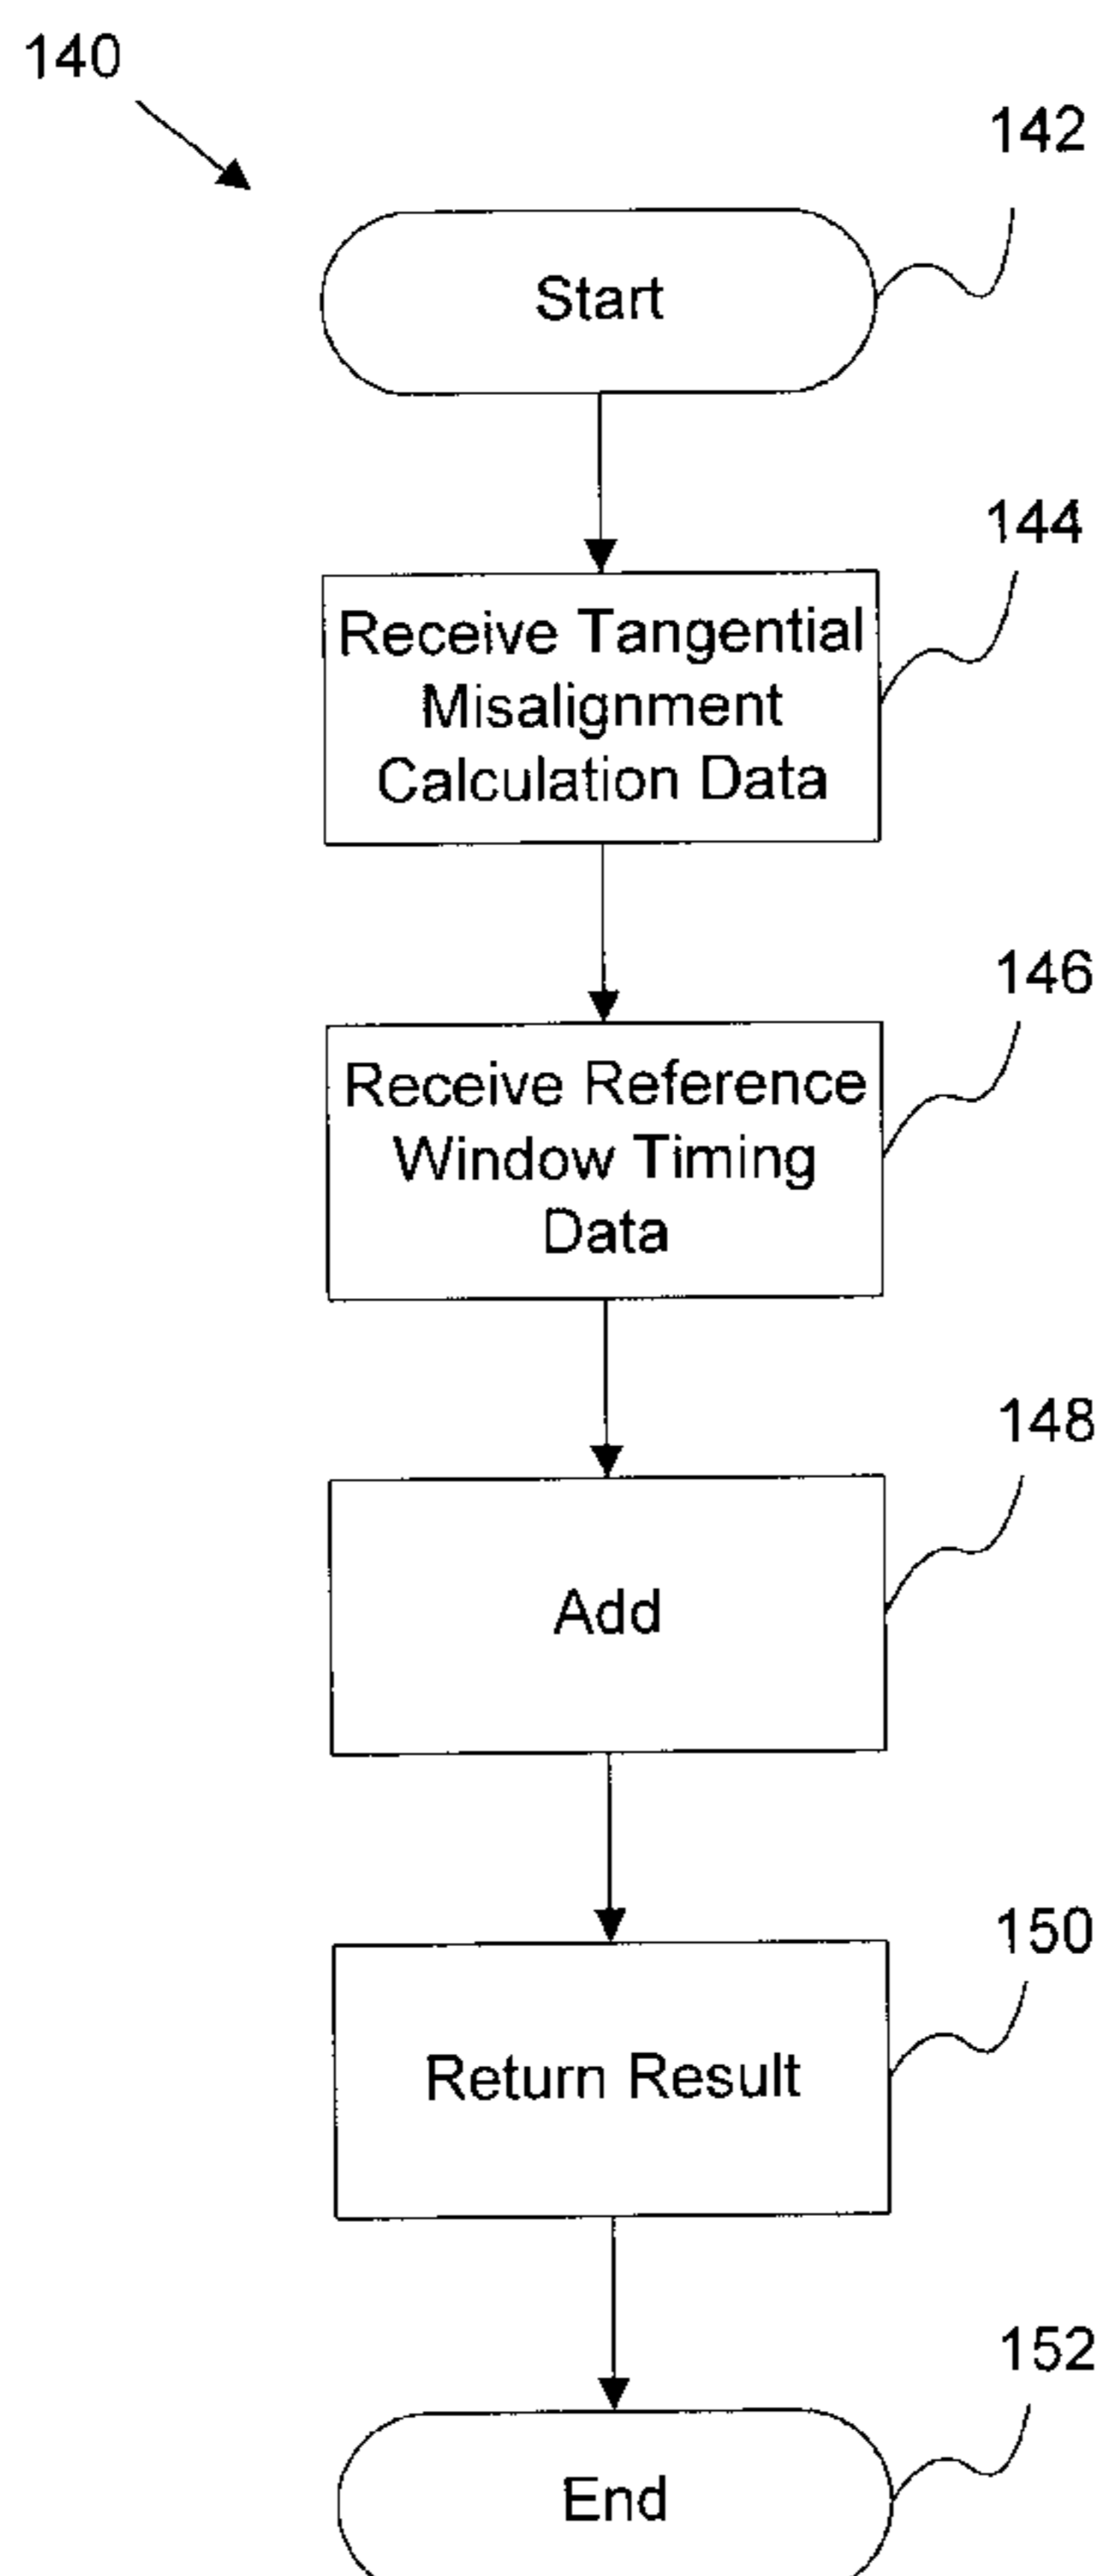 140
142
Start
144
Receive Tangential
Misalignment
Calculation Data
146
Receive Reference
Window Timing
Data
148
Add
150
Return Result
152
End